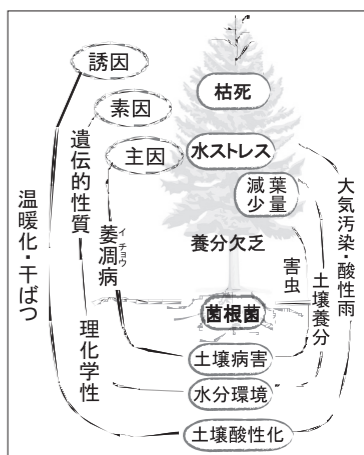 誘因
枯死
素因
主因
水ストレス
減葉
少量
遺伝的性質
萎凋病
イチョウ
養分欠乏
温暖化・干ばつ
大気汚染・酸性雨
害虫
土壌養分
菌根菌
理化学性
土壌病害
水分環境
土壌酸性化